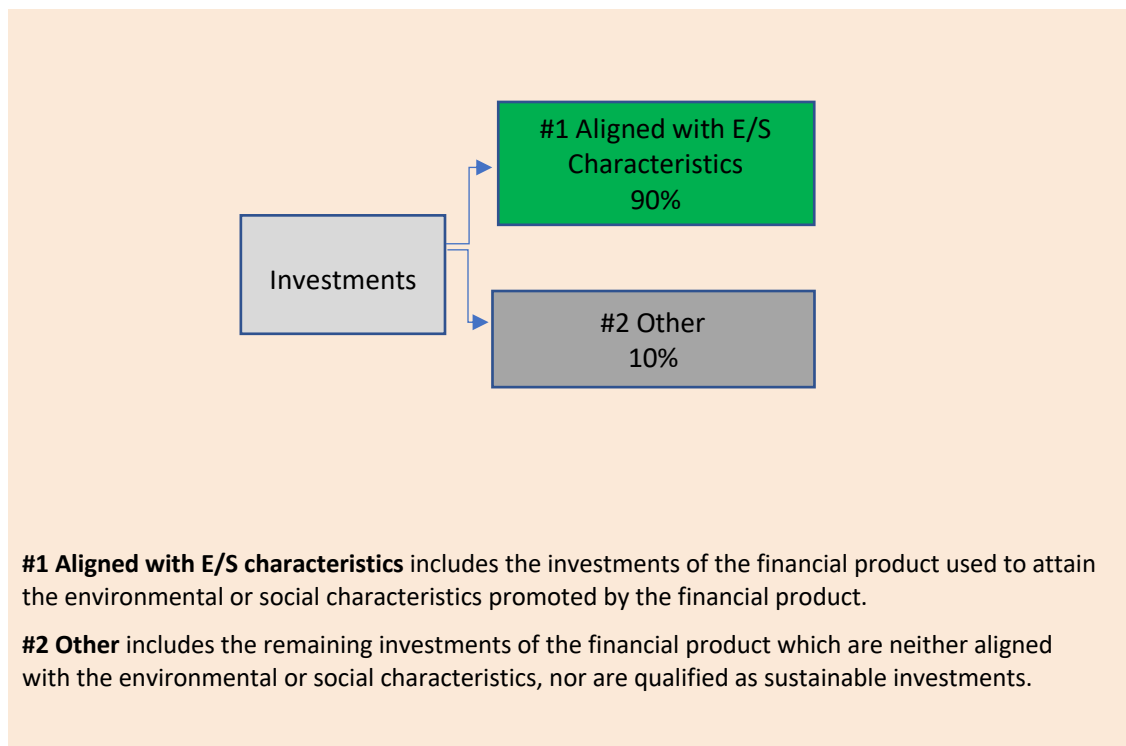 #1 Aligned with E/S
Characteristics
90%
Investments
#2 Other
10%
#1 Aligned with E/S characteristics includes the investments of the financial product used to attain
the environmental or social characteristics promoted by the financial product.
#2 Other includes the remaining investments of the financial product which are neither aligned
with the environmental or social characteristics, nor are qualified as sustainable investments.